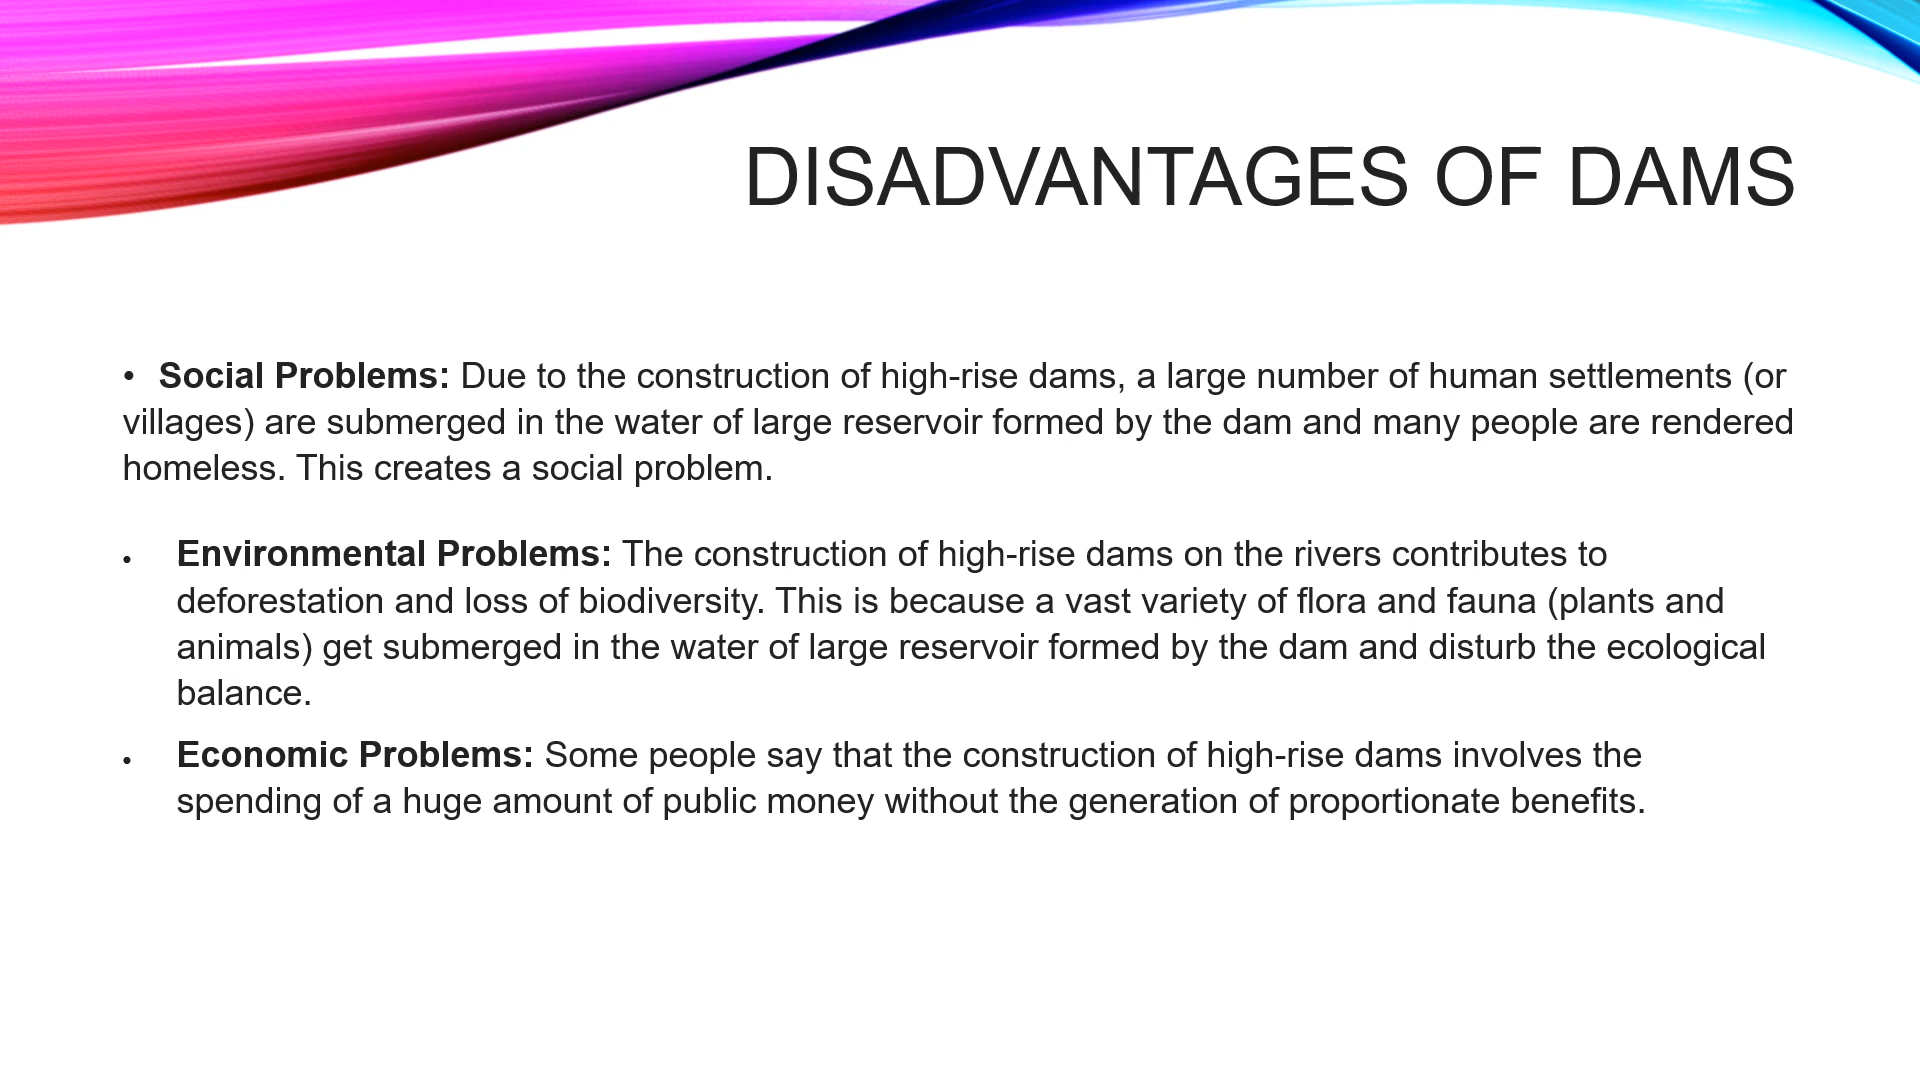 DISADVANTAGES OF DAMS
• Social Problems: Due to the construction of high-rise dams, a large number of human settlements (or
villages) are submerged in the water of large reservoir formed by the dam and many people are rendered
homeless. This creates a social problem.
• Environmental Problems: The construction of high-rise dams on the rivers contributes to
deforestation and loss of biodiversity. This is because a vast variety of flora and fauna (plants and
animals) get submerged in the water of large reservoir formed by the dam and disturb the ecological
balance.
• Economic Problems: Some people say that the construction of high-rise dams involves the
spending of a huge amount of public money without the generation of proportionate benefits.